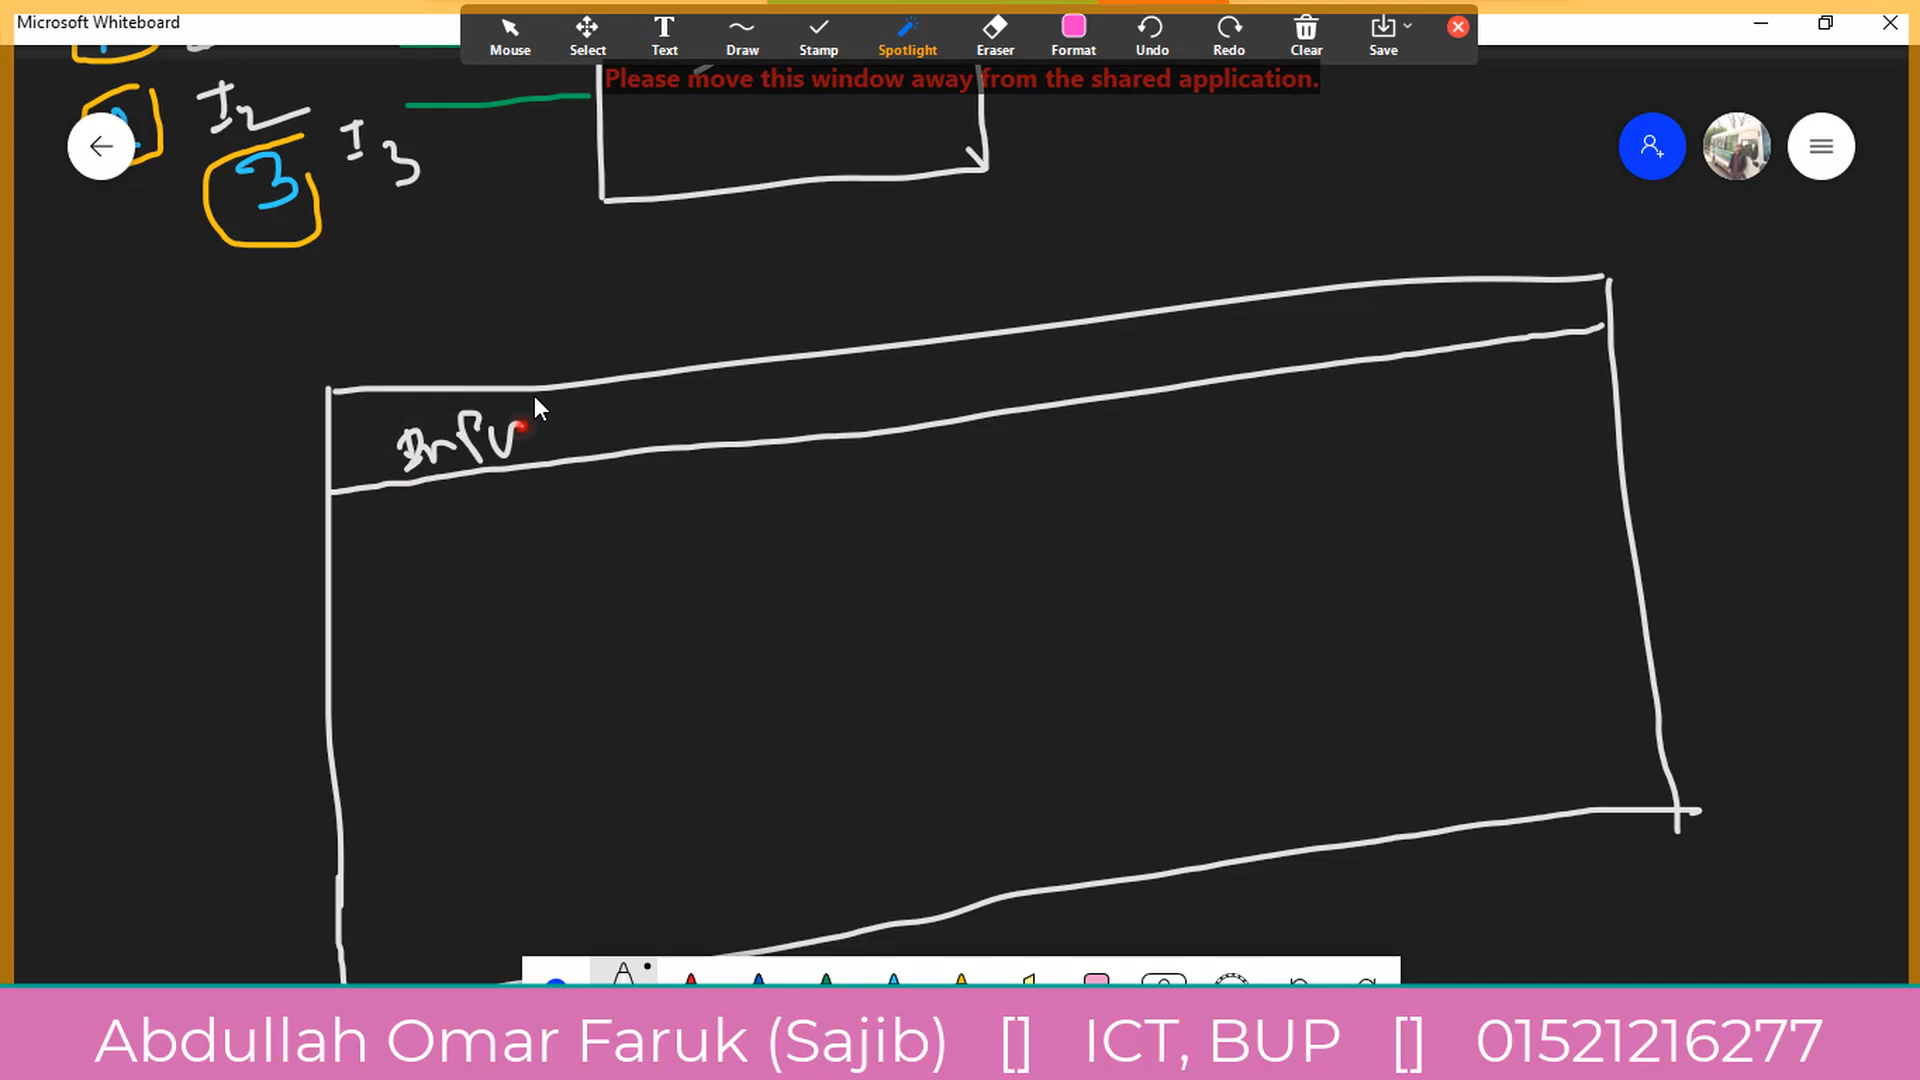 Microsoft Whiteboard
Mouse Select Text Draw Stamp Spotlight Eraser Format Undo Redo Clear Save
Please move this window away from the shared application.
I2
3 I3
Inpu
Abdullah Omar Faruk (Sajib) [] ICT, BUP [] 01521216277